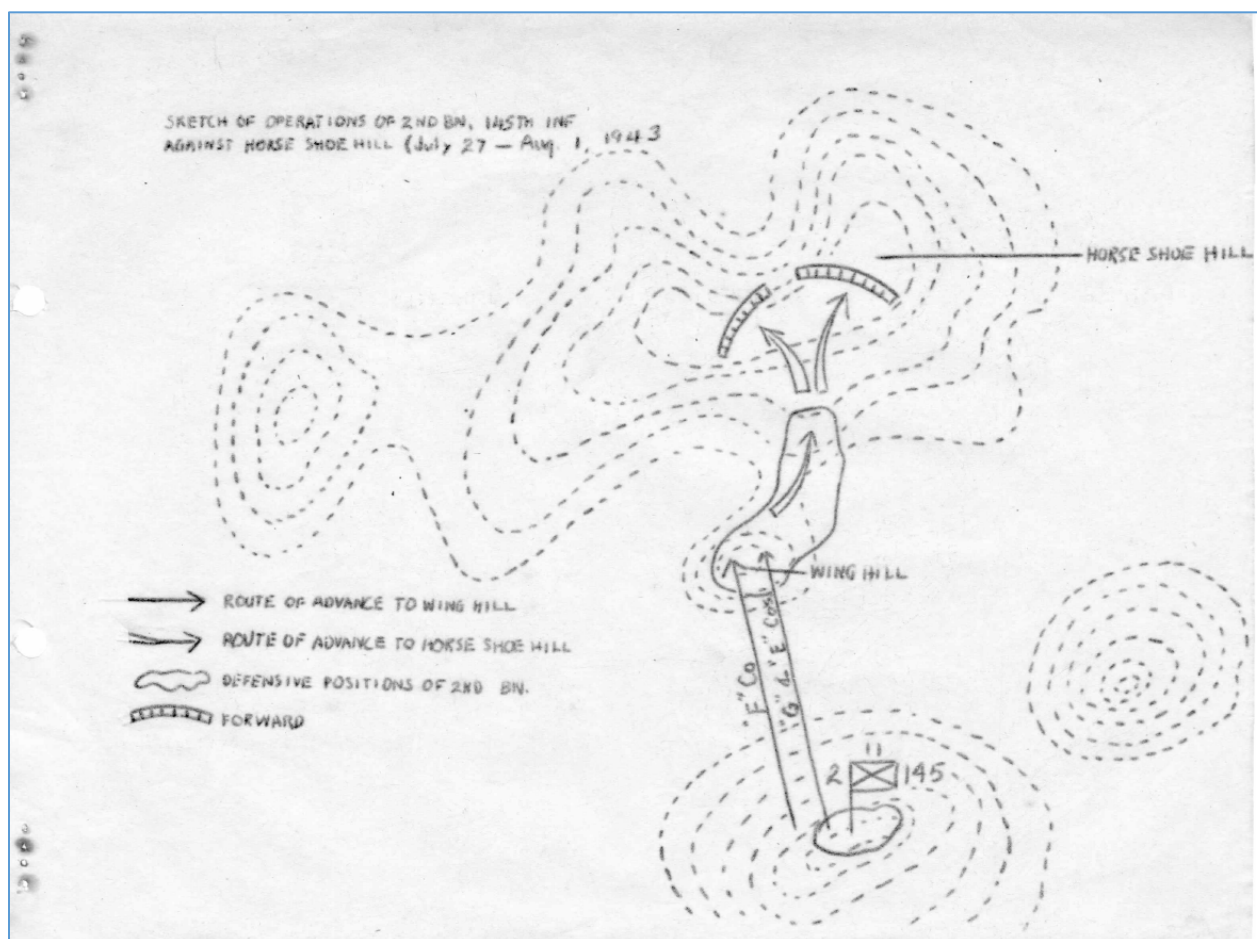 SKETCH OF OPERATIONS OF 2ND BN, 145TH INF
AGAINST HORSE SHOE HILL (July 27 — Aug. 1, 1943
HORSE SHOE HILL
WING HILL
ROUTE OF ADVANCE TO WING HILL
ROUTE OF ADVANCE TO HORSE SHOE HILL
DEFENSIVE POSITIONS OF 2ND BN.
FORWARD
"F" Co
"G" & "E" Cos.
2 145